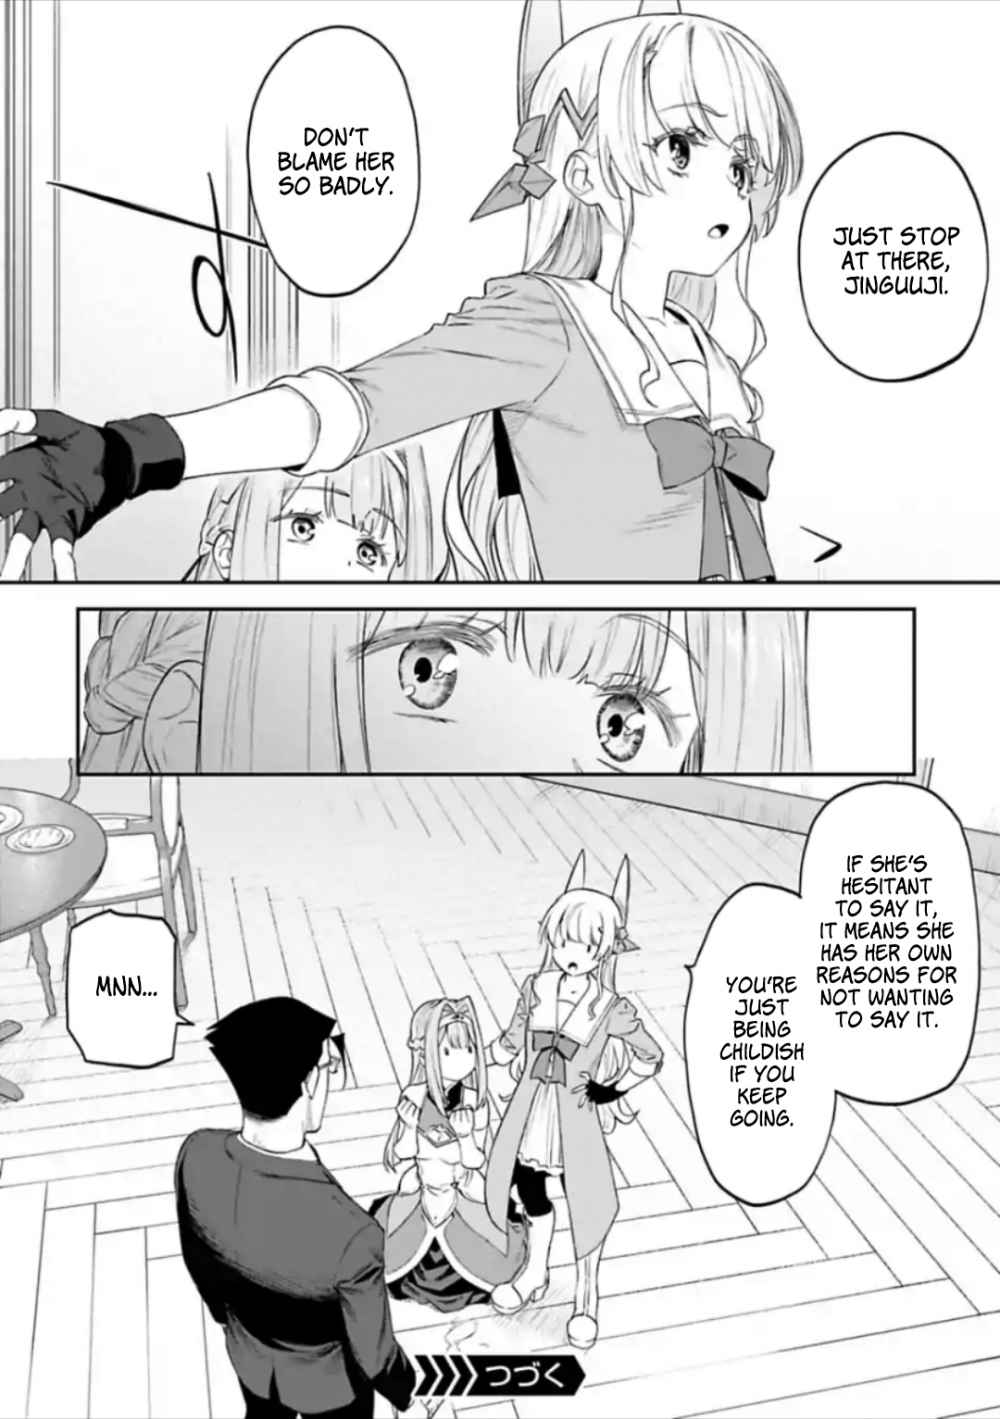 JUST STOP
AT THERE,
JINGUUJI.
DON'T
BLAME HER
SO BADLY.
IF SHE'S
HESITANT
TO SAY IT,
IT MEANS SHE
HAS HER OWN
REASONS FOR
NOT WANTING
TO SAY IT.
YOU'RE
JUST
BEING
CHILDISH
IF YOU
KEEP
GOING.
MNN...
つづく